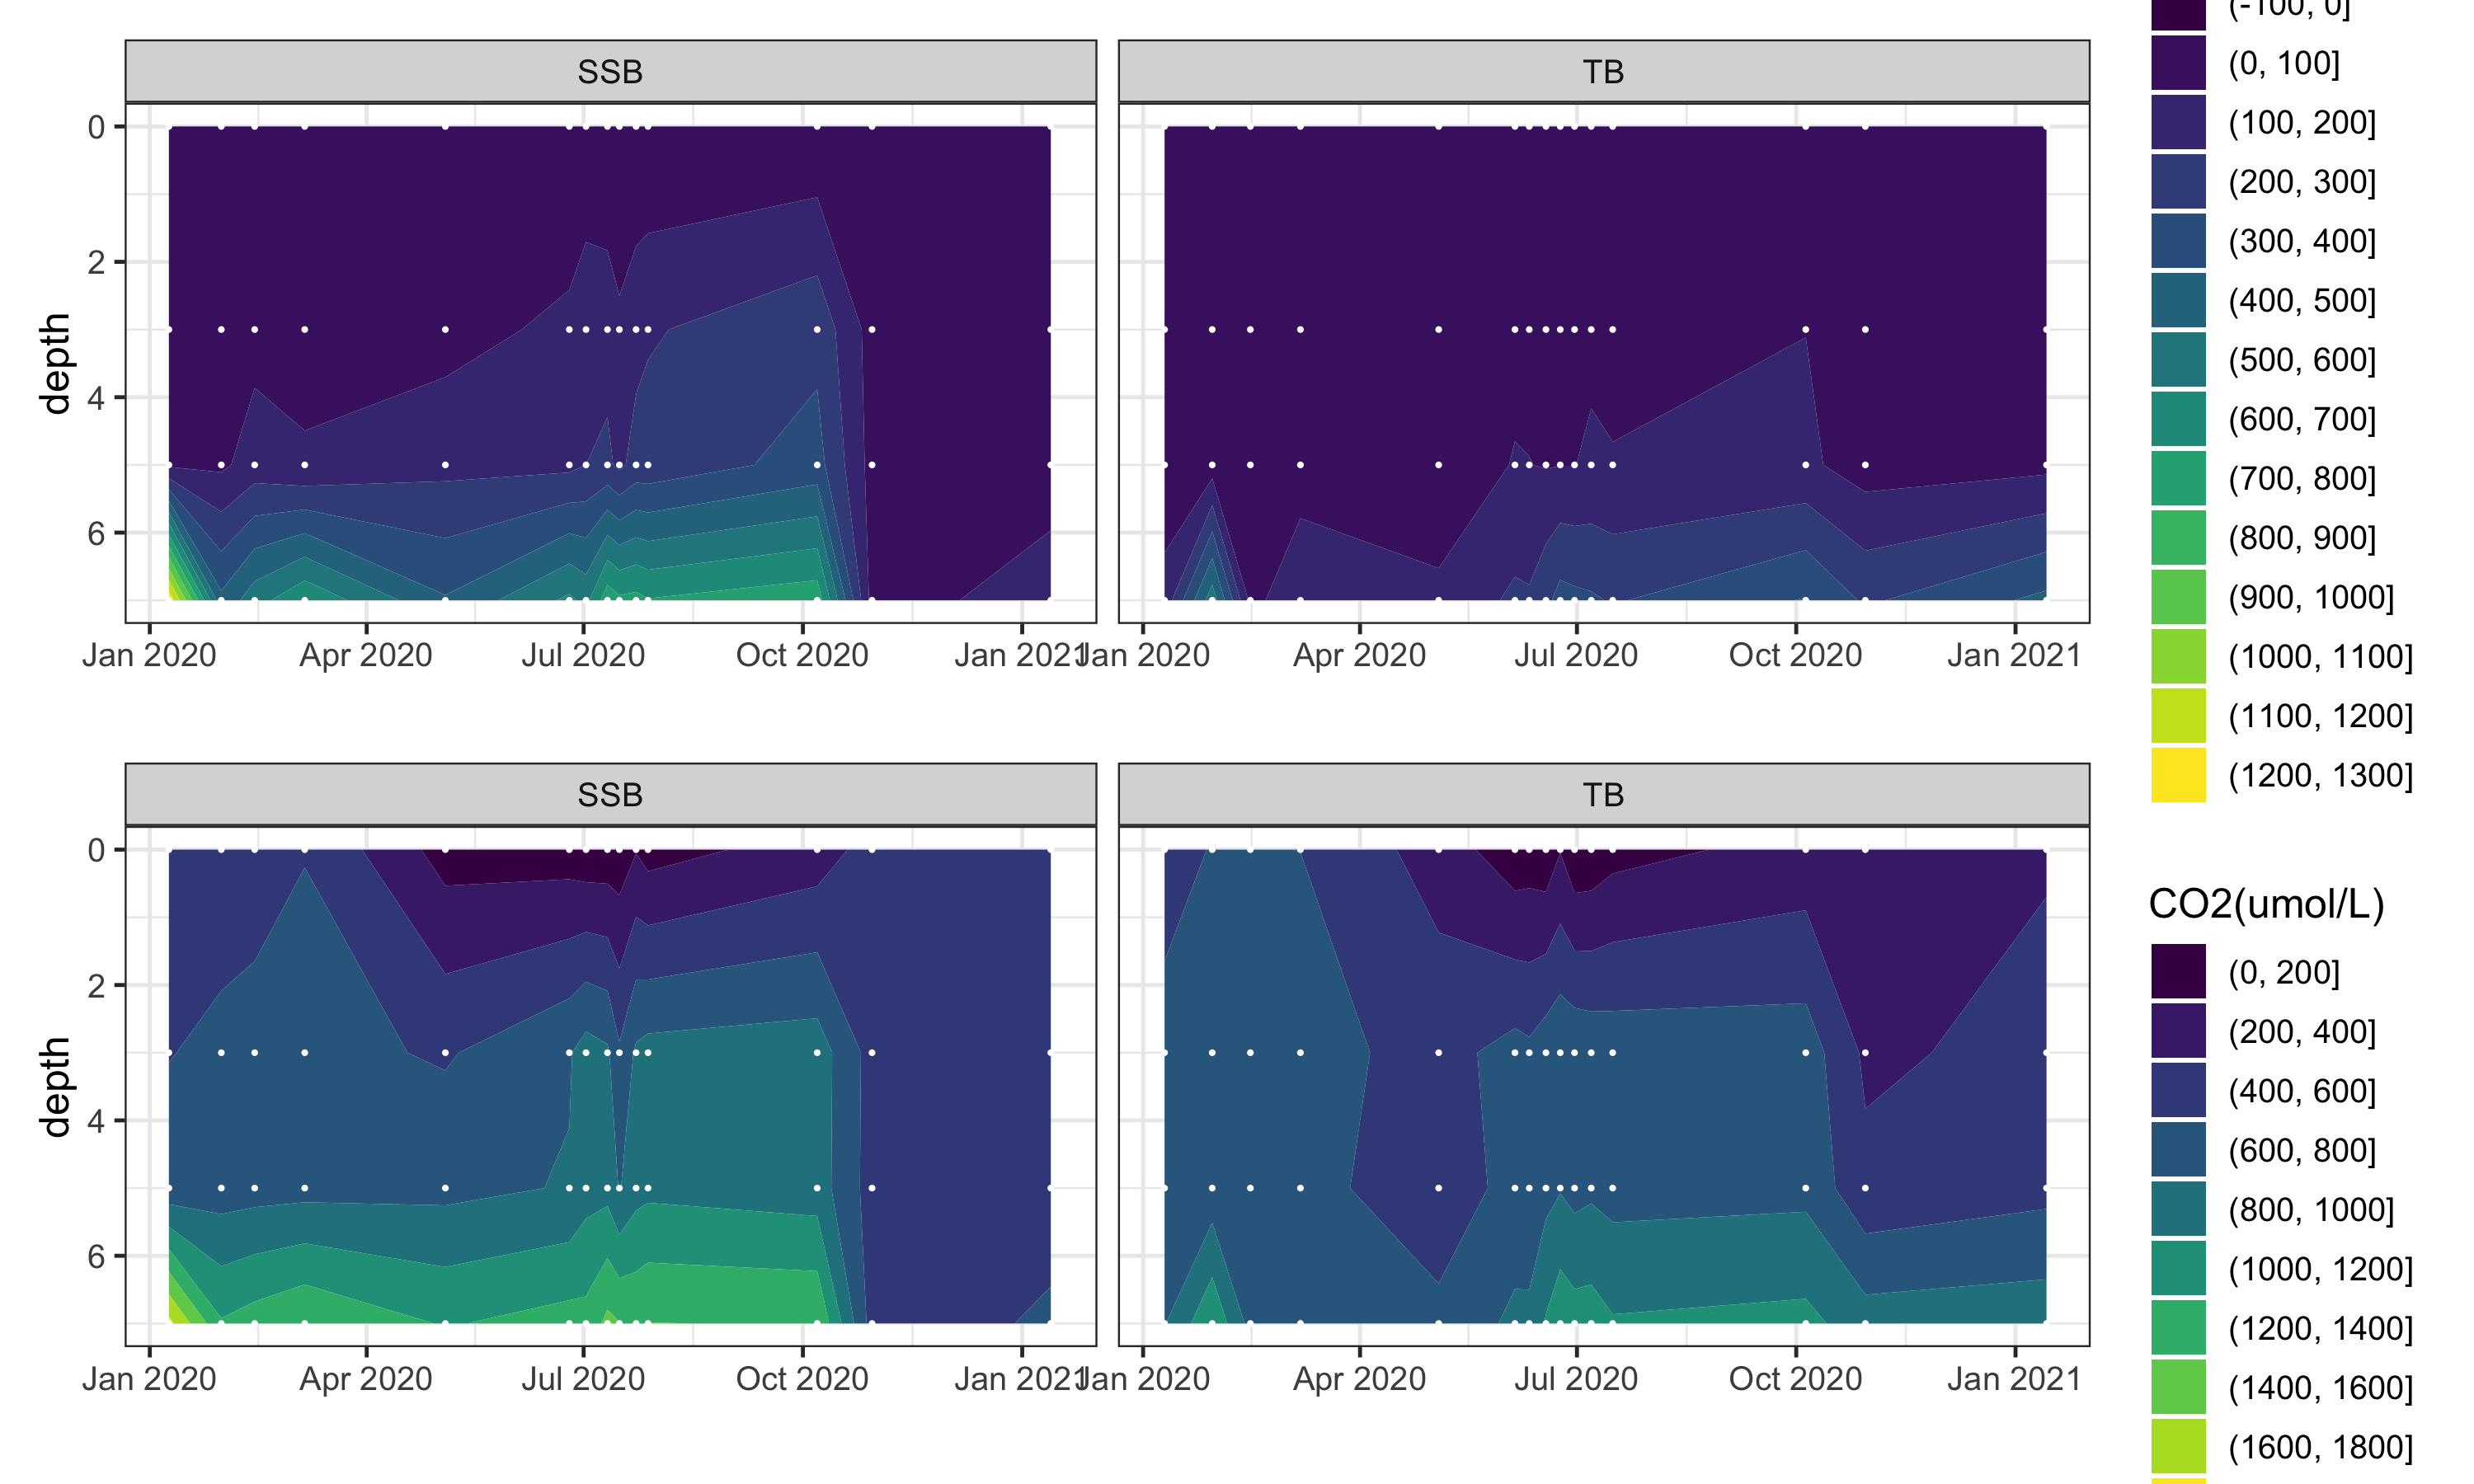 (-100, 0]
SSB
TB
(0, 100]
(100, 200]
(200, 300]
(300, 400]
(400, 500]
(500, 600]
(600, 700]
(700, 800]
(800, 900]
(900, 1000]
(1000, 1100]
(1100, 1200]
(1200, 1300]
depth
0
2
4
6
Jan 2020
Apr 2020
Jul 2020
Oct 2020
Jan 2021
Jan 2020
Apr 2020
Jul 2020
Oct 2020
Jan 2021
SSB
TB
depth
0
2
4
6
Jan 2020
Apr 2020
Jul 2020
Oct 2020
Jan 2021
Jan 2020
Apr 2020
Jul 2020
Oct 2020
Jan 2021
CO2(umol/L)
(0, 200]
(200, 400]
(400, 600]
(600, 800]
(800, 1000]
(1000, 1200]
(1200, 1400]
(1400, 1600]
(1600, 1800]